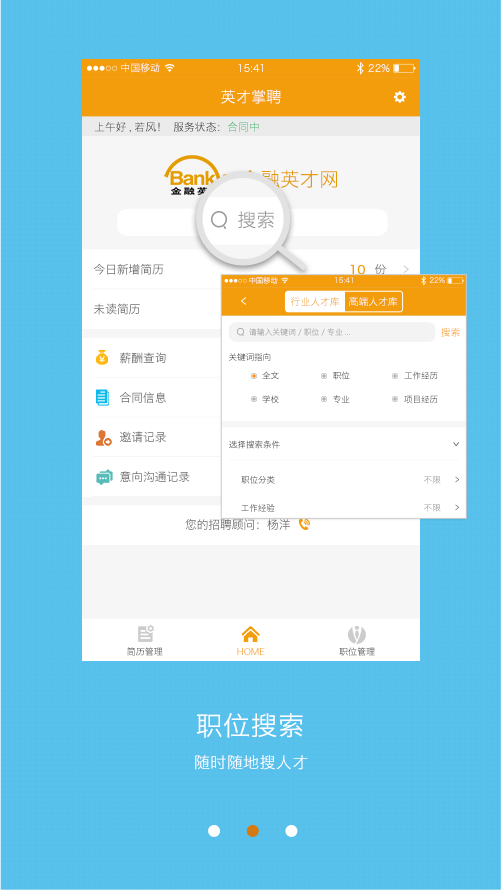 中国移动 15:41 22%
英才掌聘
上午好，若风！ 服务状态：合同中
Bank 金融英才网
金融英
搜索
今日新增简历 10 份
未读简历
中国移动 15:41 22%
行业人才库 高端人才库
请输入关键词 / 职位 / 专业 ... 搜索
关键词指向
全文 职位 工作经历
学校 专业 项目经历
选择搜索条件
职位分类 不限
工作经验 不限
薪酬查询
合同信息
邀请记录
意向沟通记录
您的招聘顾问：杨洋
简历管理 HOME 职位管理
职位搜索
随时随地搜人才